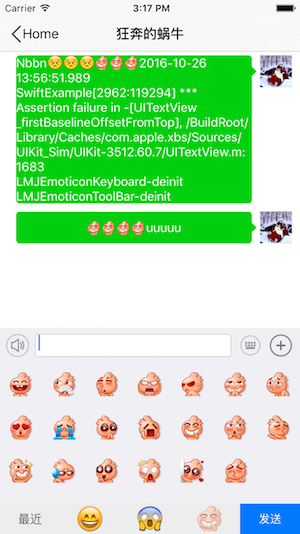 Carrier 3:17 PM
Home 狂奔的蜗牛
Nbbn😠😠😠2016-10-26
13:56:51.989
SwiftExample[2962:119294] ***
Assertion failure in -[UITextView
_firstBaselineOffsetFromTop], /BuildRoot/
Library/Caches/com.apple.xbs/Sources/
UIKit_Sim/UIKit-3512.60.7/UITextView.m:
1683
LMJEmoticonKeyboard-deinit
LMJEmoticonToolBar-deinit
uuuuu
最近 😄 😱 发送